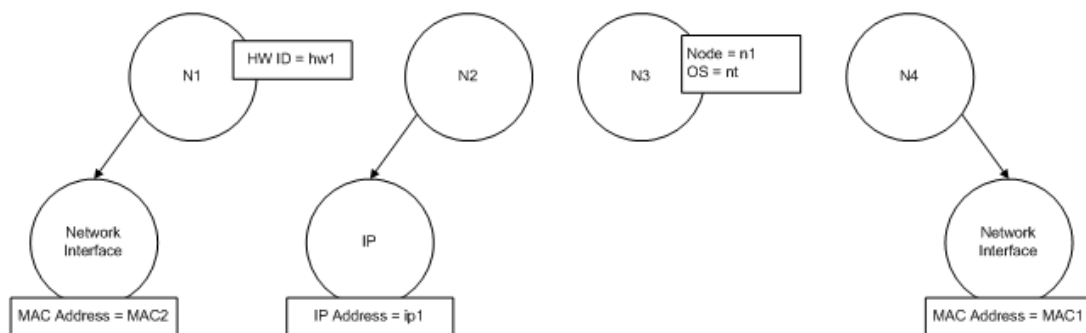 N1
HW ID = hw1
N2
N3
Node = n1
OS = nt
N4
Network
Interface
MAC Address = MAC2
IP
IP Address = ip1
Network
Interface
MAC Address = MAC1